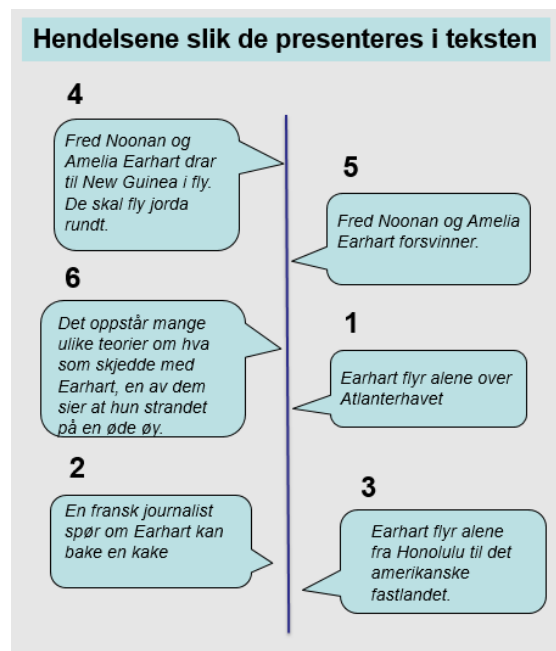 Hendelsene slik de presenteres i teksten
4
Fred Noonan og
Amelia Earhart drar
til New Guinea i fly.
De skal fly jorda
rundt.
5
Fred Noonan og Amelia
Earhart forsvinner.
6
Det oppstår mange
ulike teorier om hva
som skjedde med
Earhart, en av dem
sier at hun strandet
på en øde øy.
1
Earhart flyr alene over
Atlanterhavet
2
En fransk journalist
spør om Earhart kan
bake en kake
3
Earhart flyr alene
fra Honolulu til det
amerikanske
fastlandet.